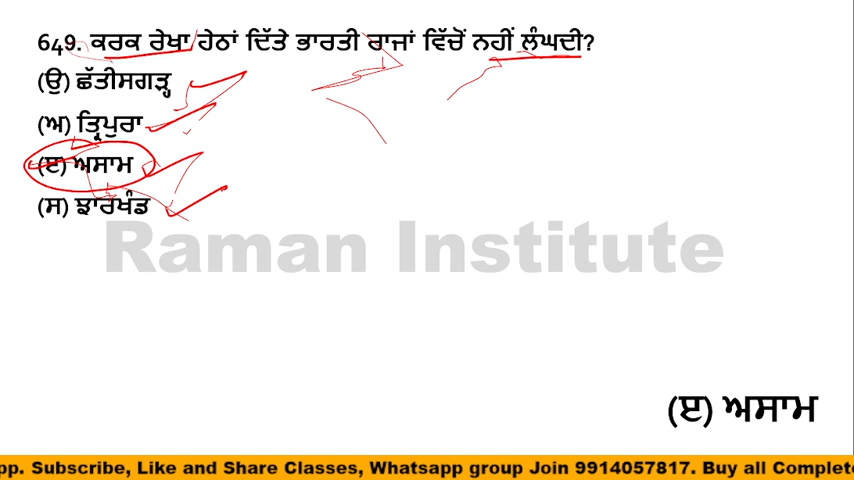 649. ਕਰਕ ਰੇਖਾ ਹੇਠਾਂ ਦਿੱਤੇ ਭਾਰਤੀ ਰਾਜਾਂ ਵਿੱਚੋਂ ਨਹੀਂ ਲੰਘਦੀ?
(ੳ) ਛੱਤੀਸਗੜ੍ਹ
(ਅ) ਤ੍ਰਿਪੁਰਾ
(ੲ) ਅਸਾਮ
(ਸ) ਝਾਰਖੰਡ
Raman Institute
(ੲ) ਅਸਾਮ
pp. Subscribe, Like and Share Classes, Whatsapp group Join 9914057817. Buy all Complete